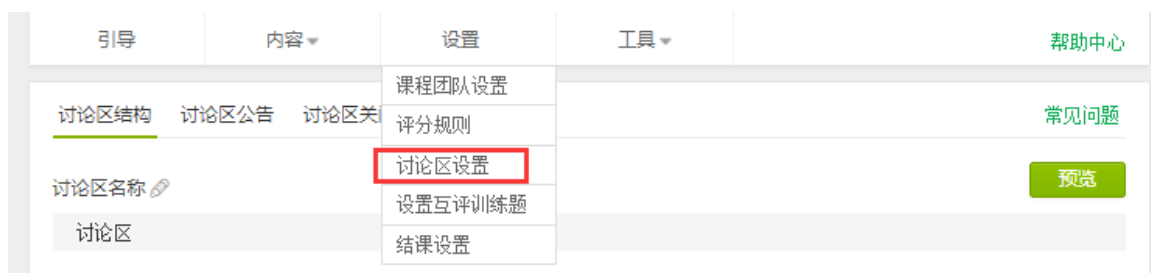 引导 内容 设置 工具 帮助中心
课程团队设置
讨论区结构 讨论区公告 讨论区关 常见问题
评分规则
讨论区设置
讨论区名称 预览
设置互评训练题
讨论区
结课设置